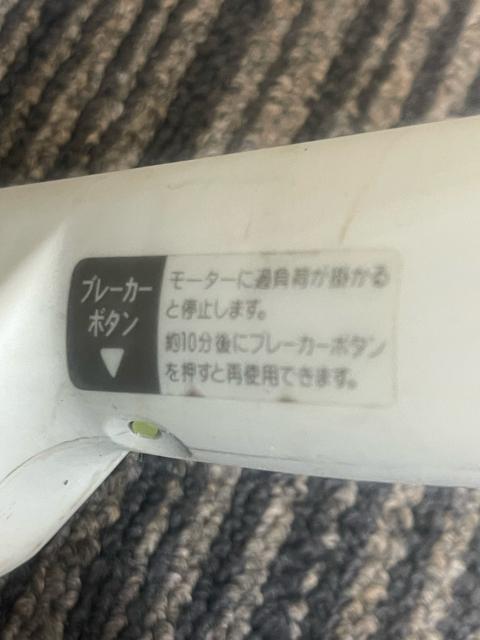 ブレーカー
ボタン
▽
モーターに過負荷が掛かる
と停止します。
約10分後にブレーカーボタン
を押すと再使用できます。